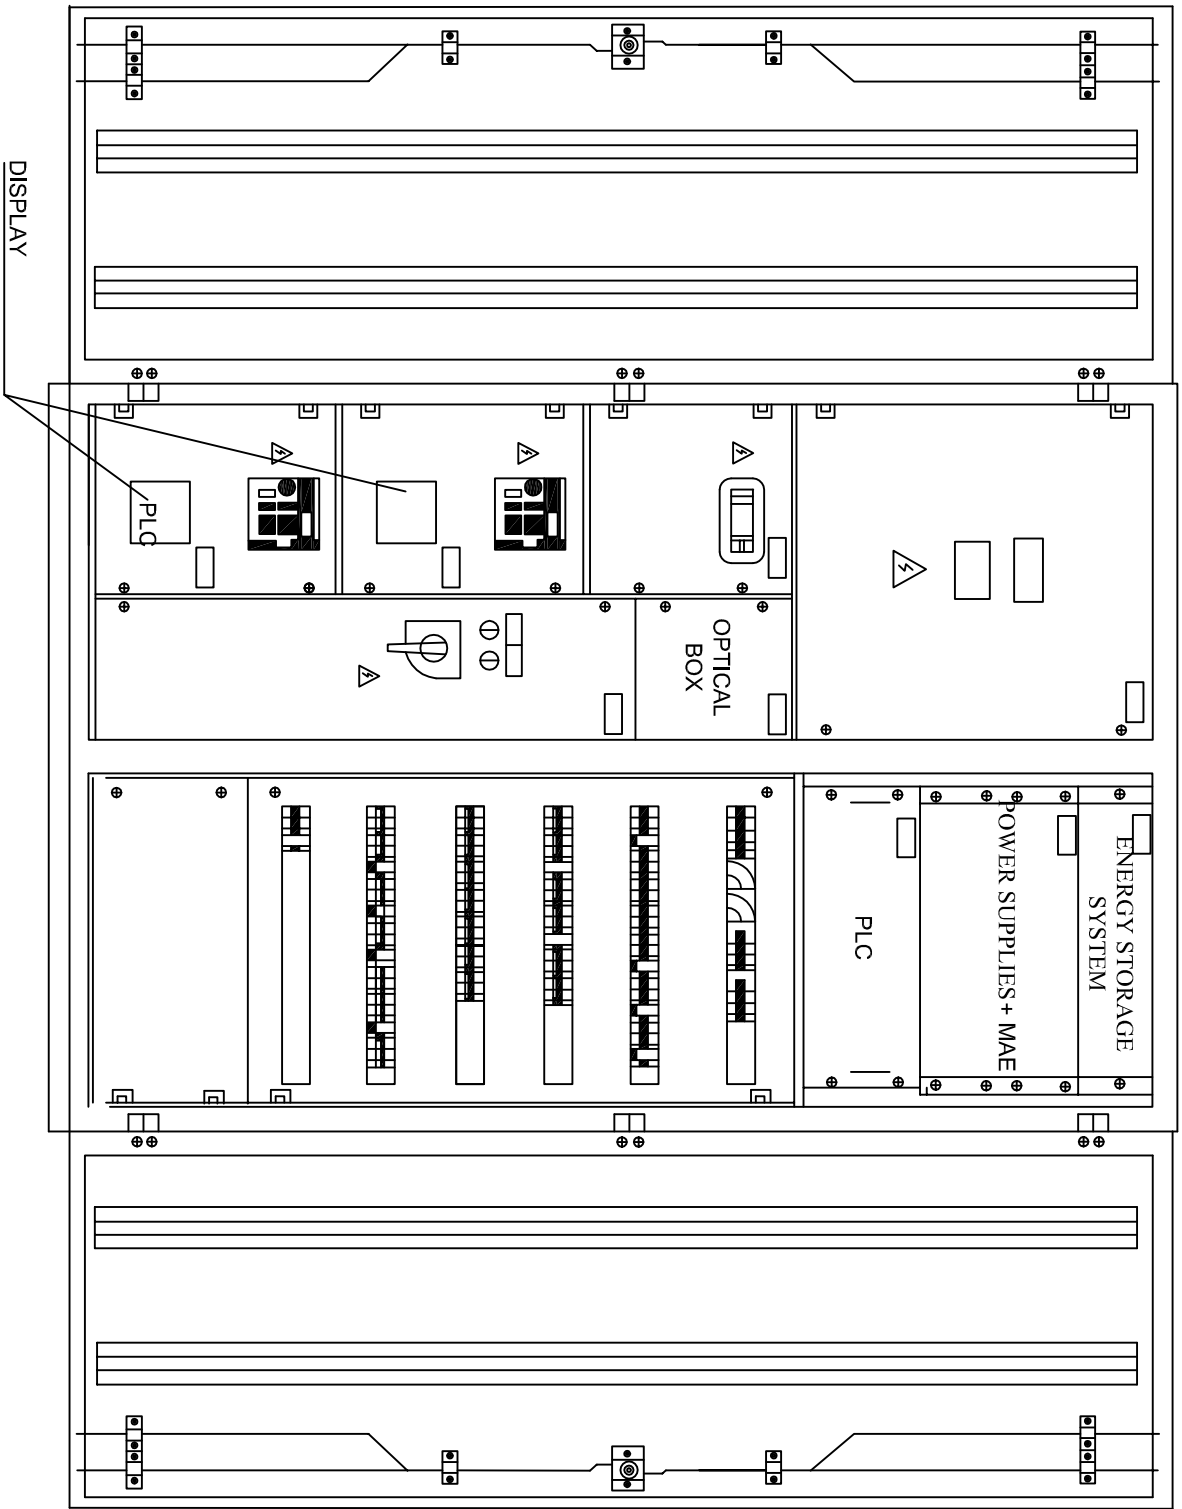 ENERGY STORAGE
SYSTEM
POWER SUPPLIES+ MAE
PLC
OPTICAL
BOX
PLC
DISPLAY